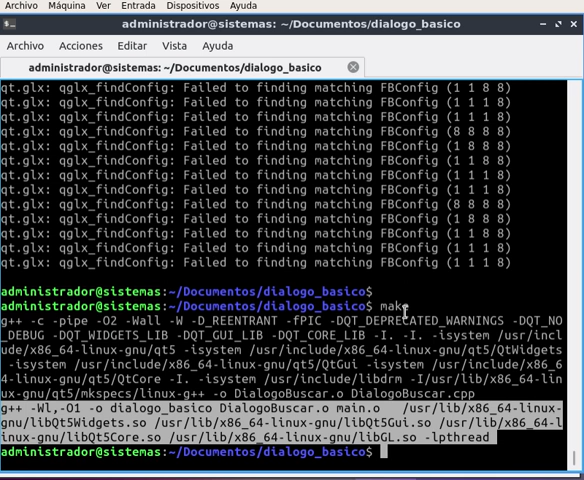 Archivo Máquina Ver Entrada Dispositivos Ayuda
administrador@sistemas: ~/Documentos/dialogo_basico
Archivo Acciones Editar Vista Ayuda
administrador@sistemas: ~/Documentos/dialogo_basico
qt.glx: qglx_findConfig: Failed to finding matching FBConfig (1 1 8 8)
qt.glx: qglx_findConfig: Failed to finding matching FBConfig (1 1 1 8)
qt.glx: qglx_findConfig: Failed to finding matching FBConfig (1 1 1 8)
qt.glx: qglx_findConfig: Failed to finding matching FBConfig (8 8 8 8)
qt.glx: qglx_findConfig: Failed to finding matching FBConfig (1 8 8 8)
qt.glx: qglx_findConfig: Failed to finding matching FBConfig (1 1 8 8)
qt.glx: qglx_findConfig: Failed to finding matching FBConfig (1 1 1 8)
qt.glx: qglx_findConfig: Failed to finding matching FBConfig (1 1 1 8)
qt.glx: qglx_findConfig: Failed to finding matching FBConfig (8 8 8 8)
qt.glx: qglx_findConfig: Failed to finding matching FBConfig (1 8 8 8)
qt.glx: qglx_findConfig: Failed to finding matching FBConfig (1 1 8 8)
qt.glx: qglx_findConfig: Failed to finding matching FBConfig (1 1 1 8)
qt.glx: qglx_findConfig: Failed to finding matching FBConfig (1 1 1 8)
administrador@sistemas:~/Documentos/dialogo_basico$
administrador@sistemas:~/Documentos/dialogo_basico$ make
g++ -c -pipe -O2 -Wall -W -D_REENTRANT -fPIC -DQT_DEPRECATED_WARNINGS -DQT_NO
_DEBUG -DQT_WIDGETS_LIB -DQT_GUI_LIB -DQT_CORE_LIB -I. -I. -isystem /usr/incl
ude/x86_64-linux-gnu/qt5 -isystem /usr/include/x86_64-linux-gnu/qt5/QtWidgets
-isystem /usr/include/x86_64-linux-gnu/qt5/QtGui -isystem /usr/include/x86_6
4-linux-gnu/qt5/QtCore -I. -isystem /usr/include/libdrm -I/usr/lib/x86_64-lin
ux-gnu/qt5/mkspecs/linux-g++ -o DialogoBuscar.o DialogoBuscar.cpp
g++ -Wl,-O1 -o dialogo_basico DialogoBuscar.o main.o /usr/lib/x86_64-linux-
gnu/libQt5Widgets.so /usr/lib/x86_64-linux-gnu/libQt5Gui.so /usr/lib/x86_64-l
inux-gnu/libQt5Core.so /usr/lib/x86_64-linux-gnu/libGL.so -lpthread
administrador@sistemas:~/Documentos/dialogo_basico$